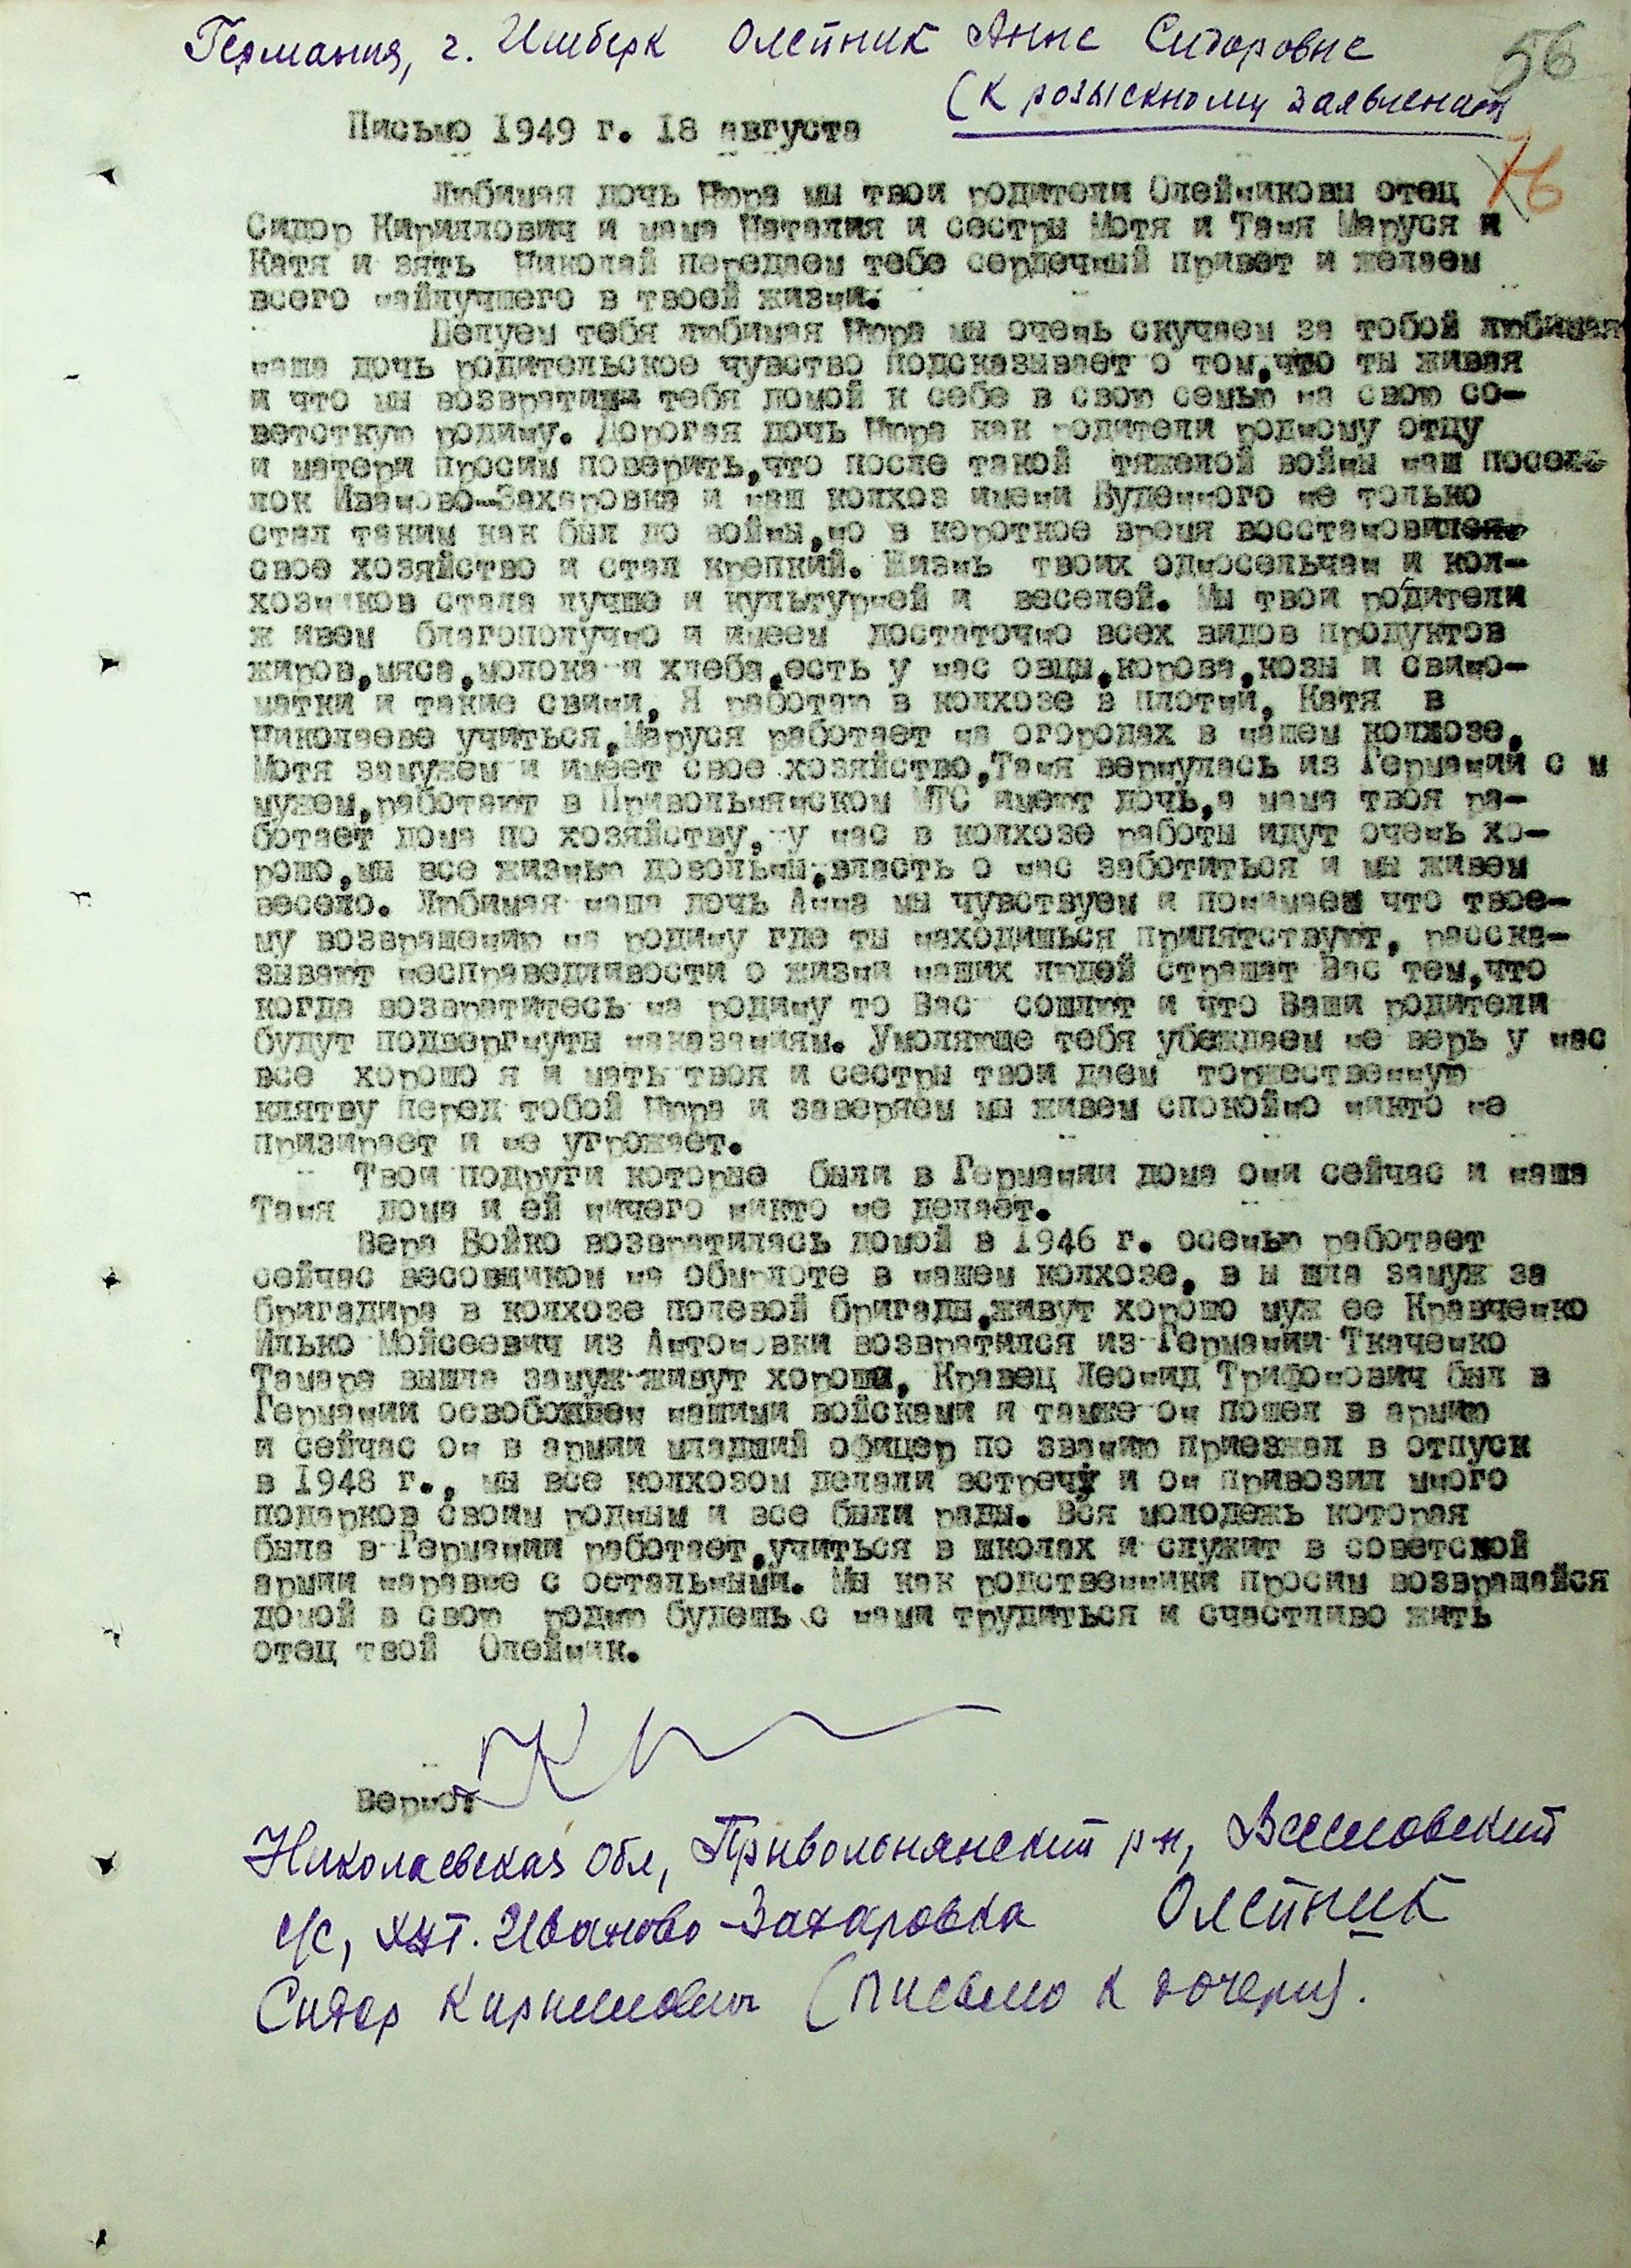 Германия, г. Имберк Олейник Анне Сидоровне
56
(к розыскному заявлению)
Письмо 1949 г. 18 августа
76
Любимая дочь Нюра мы твои родители Олейниковы отец
Сидор Кириллович и мама Наталия и сестры Мотя и Таня Маруся и
Катя и зять Николай передаем тебе сердечный привет и желаем
всего найлучшего в твоей жизни.
Целуем тебя любимая Нюра мы очень скучаем за тобой любимая
наша дочь родительское чувство подсказывает о том,что ты живая
и что мы возвратим тебя домой к себе в свою семью на свою со-
ветсткую родину. Дорогая дочь Нюра как родители родному отцу
и матери просим поверить,что после такой тяжелой войны наш посел-
лок Иваново-Захаровка и наш колхоз имени Буденного не только
стал таким как был до войны,но в короткое время восстановилен
свое хозяйство и стал крепкий. Жизнь твоих односельчан и кол-
хозников стала лучше и культурней и веселей. Мы твои родители
ж ивем благополучно и имеем достаточно всех видов продуктов
жиров,мяса,молока и хлеба,есть у нас овцы,корова,козы и свино-
матки и такие свини, Я работаю в колхозе в плотни, Катя в
Николаеве учиться,Маруся работает на огородах в нашем колхозе,
Мотя замужем и имеет свое хозяйство,Таня вернулась из Германии с м
мужем,работают в Привольнянском МТС имеют дочь,а мама твоя ра-
ботает дома по хозяйству, у нас в колхозе работы идут очень хо-
рошо,мы все жизнью довольны,власть о нас заботиться и мы живем
весело. Любимая наша дочь Анна мы чувствуем и понимаем что твое-
му возвращению на родину где ты находишься припятствуют, расска-
зывают несправедливости о жизни наших людей страшат Вас тем,что
когда возвратитесь на родину то Вас сошлют и что Ваши родители
будут подвергнуты наказаниям. Умоляюще тебя убеждаем не верь у нас
все хорошо я и мать твоя и сестры твои даем торжественную
клятву перед тобой Нюра и заверяем мы живем спокойно никто не
призирает и не угрожает.
Твои подруги которые были в Германии дома они сейчас и наша
Таня дома и ей ничего никто не делает.
Вера Бойко возвратилась домой в 1946 г. осенью работает
сейчас весовщиком на обмолоте в нашем колхозе, в ы шла замуж за
бригадира в колхозе полевой бригады,живут хорошо муж ее Кравченко
Илько Мойсеевич из Антоновки возвратился из Германии Ткаченко
Тамара вышла замуж живут хорошо, Кравец Леонид Трифонович был в
Германии освобожден нашими войсками и также он пошел в армию
и сейчас он в армии младший офицер по званию приезжал в отпуск
в 1948 г., мы все колхозом делали встречу и он привозил много
подарков своим родным и все были рады. Вся молодежь которая
была в Германии работает,учиться в школах и служит в советской
армии наравне с остальными. Мы как родственники просим возвращайся
домой в свою родню будешь с нами трудиться и счастливо жить
отец твой Олейник.
Верно:
Николаевская обл, Привольнянский р-н, Весиловский
с/с, хут. Иваново-Захаровка Олейник
Сидор Кириллович (письмо к дочери).